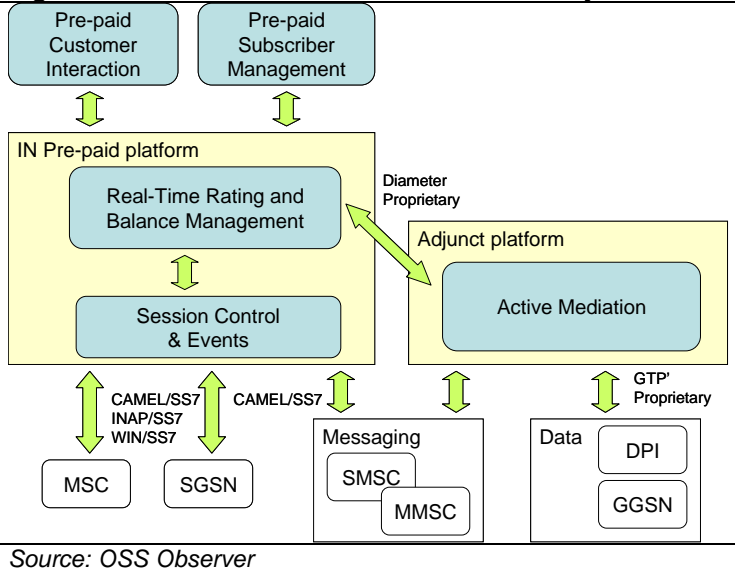 Pre-paid
Customer
Interaction
Pre-paid
Subscriber
Management
IN Pre-paid platform
Real-Time Rating and
Balance Management
Diameter
Proprietary
Adjunct platform
Active Mediation
Session Control
& Events
CAMEL/SS7
INAP/SS7
WIN/SS7
CAMEL/SS7
GTP'
Proprietary
MSC
SGSN
Messaging
SMSC
MMSC
Data
DPI
GGSN
Source: OSS Observer